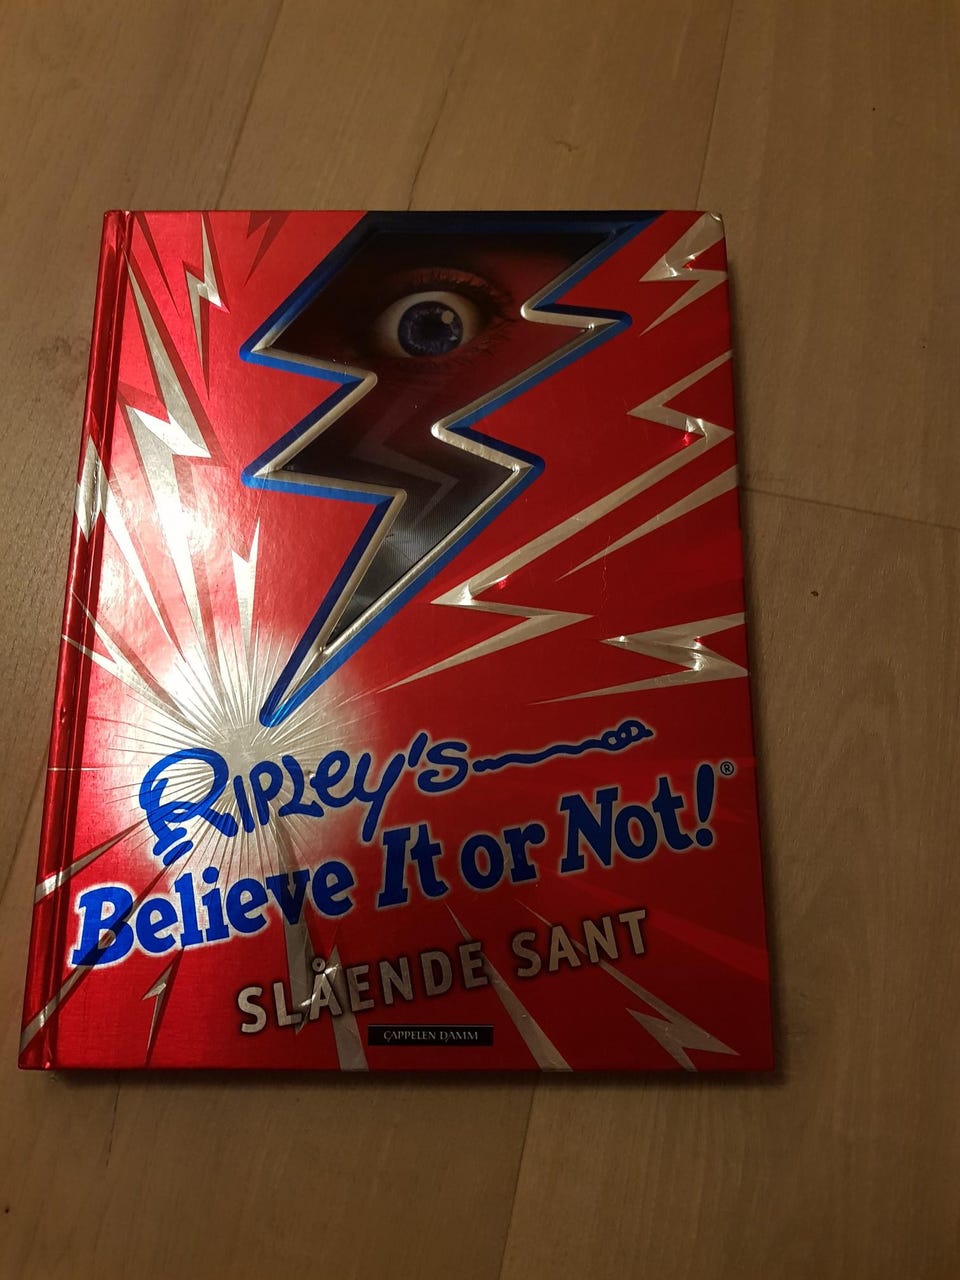 RIPLEY's
Believe It or Not!®
SLÅENDE SANT
CAPPELEN DAMM